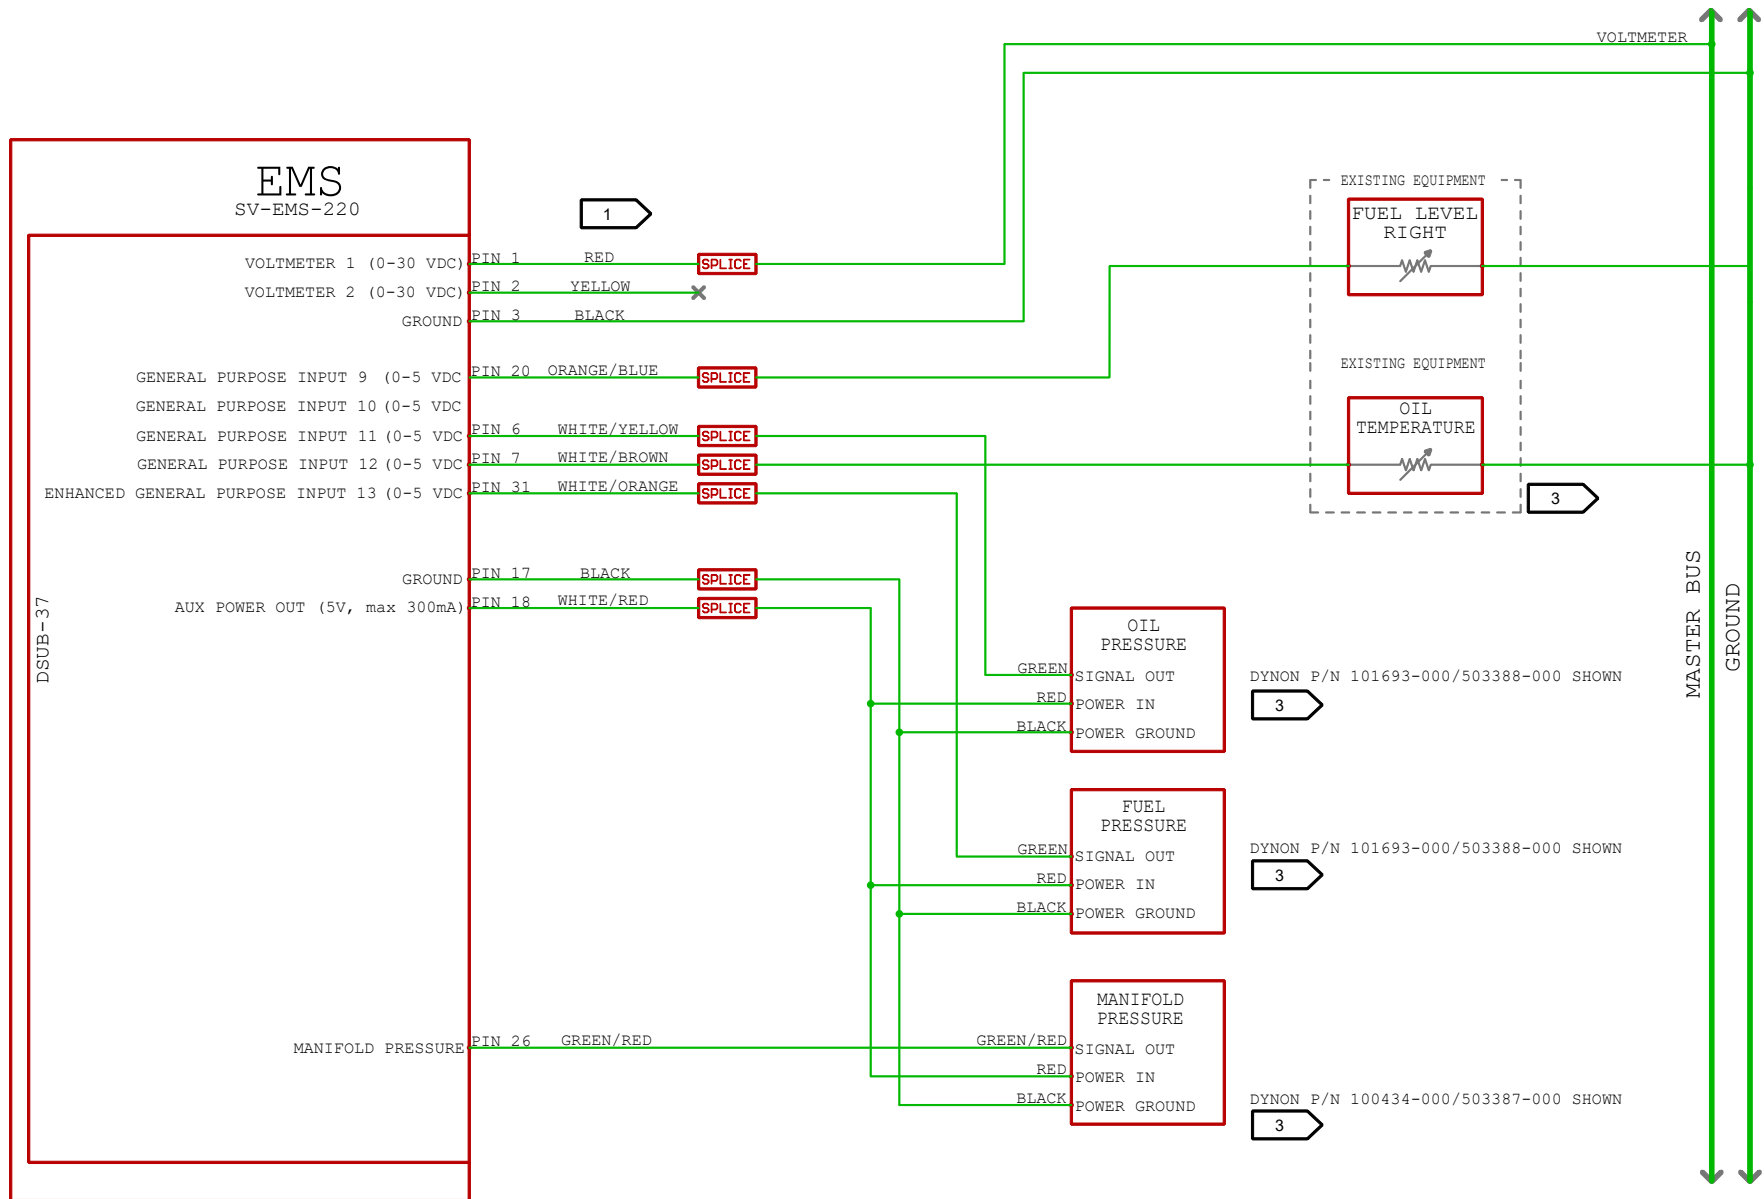 VOLTMETER
EMS
SV-EMS-220
1
EXISTING EQUIPMENT
FUEL LEVEL
RIGHT
VOLTMETER 1 (0-30 VDC) PIN 1 RED SPLICE
VOLTMETER 2 (0-30 VDC) PIN 2 YELLOW
GROUND PIN 3 BLACK
EXISTING EQUIPMENT
GENERAL PURPOSE INPUT 9 (0-5 VDC PIN 20 ORANGE/BLUE SPLICE
GENERAL PURPOSE INPUT 10 (0-5 VDC
OIL
TEMPERATURE
GENERAL PURPOSE INPUT 11 (0-5 VDC PIN 6 WHITE/YELLOW SPLICE
GENERAL PURPOSE INPUT 12 (0-5 VDC PIN 7 WHITE/BROWN SPLICE
ENHANCED GENERAL PURPOSE INPUT 13 (0-5 VDC PIN 31 WHITE/ORANGE SPLICE
3
GROUND PIN 17 BLACK SPLICE
AUX POWER OUT (5V, max 300mA) PIN 18 WHITE/RED SPLICE
DSUB-37
MASTER BUS
GROUND
OIL
PRESSURE
GREEN SIGNAL OUT
RED POWER IN
BLACK POWER GROUND
DYNON P/N 101693-000/503388-000 SHOWN
3
FUEL
PRESSURE
GREEN SIGNAL OUT
RED POWER IN
BLACK POWER GROUND
DYNON P/N 101693-000/503388-000 SHOWN
3
MANIFOLD
PRESSURE
MANIFOLD PRESSURE PIN 26 GREEN/RED GREEN/RED SIGNAL OUT
RED POWER IN
BLACK POWER GROUND
DYNON P/N 100434-000/503387-000 SHOWN
3